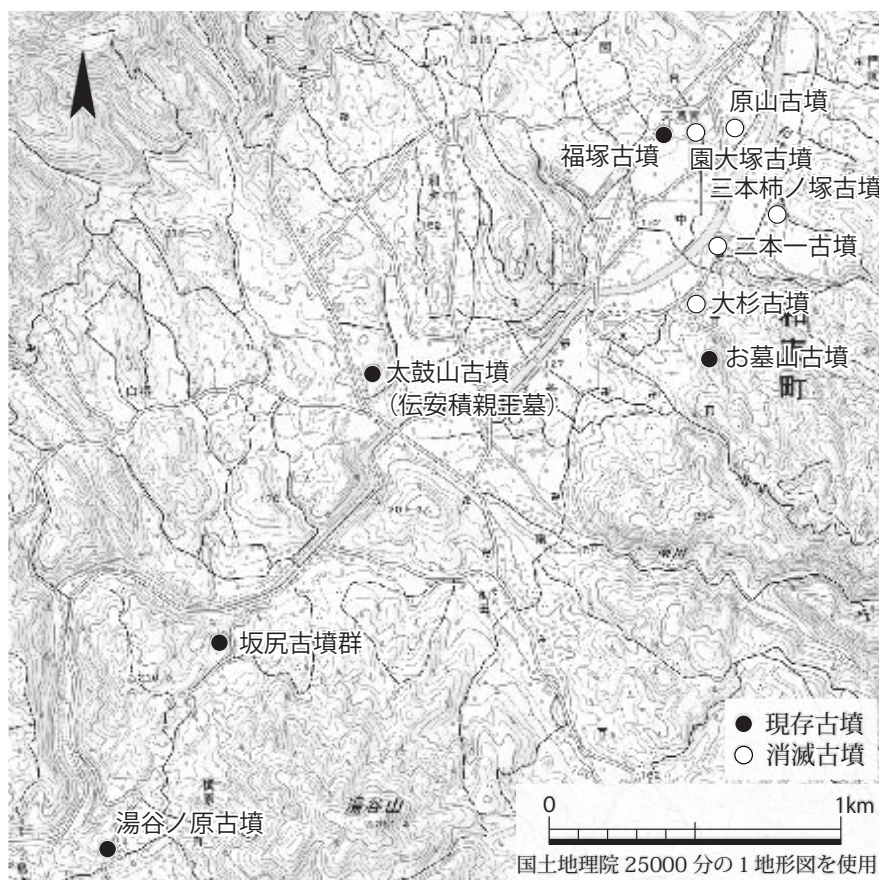 原山古墳
福塚古墳
園大塚古墳
三本柿ノ塚古墳
二本一古墳
大杉古墳
和束町
お墓山古墳
太鼓山古墳
（伝安積親王墓）
坂尻古墳群
湯谷ノ原古墳
湯谷山
現存古墳
消滅古墳
0 1km
国土地理院 25000 分の 1 地形図を使用